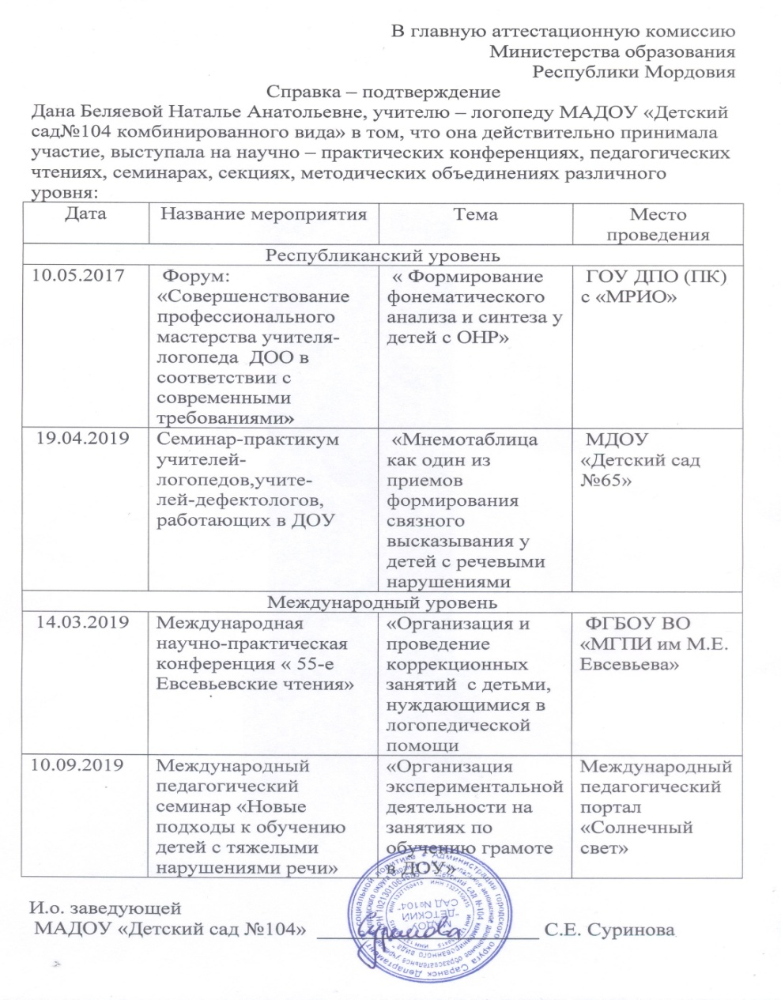 В главную аттестационную комиссию
Министерства образования
Республики Мордовия
Справка – подтверждение
Дана Беляевой Наталье Анатольевне, учителю – логопеду МАДОУ «Детский
сад№104 комбинированного вида» в том, что она действительно принимала
участие, выступала на научно – практических конференциях, педагогических
чтениях, семинарах, секциях, методических объединениях различного
уровня:
Дата
Название мероприятия
Тема
Место
проведения
Республиканский уровень
10.05.2017
Форум:
«Совершенствование
профессионального
мастерства учителя-
логопеда ДОО в
соответствии с
современными
требованиями»
« Формирование
фонематического
анализа и синтеза у
детей с ОНР»
ГОУ ДПО (ПК)
с «МРИО»
19.04.2019
Семинар-практикум
учителей-
логопедов,учите-
лей-дефектологов,
работающих в ДОУ
«Мнемотаблица
как один из
приемов
формирования
связного
высказывания у
детей с речевыми
нарушениями
МДОУ
«Детский сад
№65»
Международный уровень
14.03.2019
Международная
научно-практическая
конференция « 55-е
Евсевьевские чтения»
«Организация и
проведение
коррекционных
занятий с детьми,
нуждающимися в
логопедической
помощи
ФГБОУ ВО
«МГПИ им М.Е.
Евсевьева»
10.09.2019
Международный
педагогический
семинар «Новые
подходы к обучению
детей с тяжелыми
нарушениями речи»
«Организация
экспериментальной
деятельности на
занятиях по
обучению грамоте
в ДОУ»
Международный
педагогический
портал
«Солнечный
свет»
И.о. заведующей
МАДОУ «Детский сад №104» ____________________ С.Е. Суринова
Суринова
МАДОУ
"ДЕТСКИЙ
САД №104"